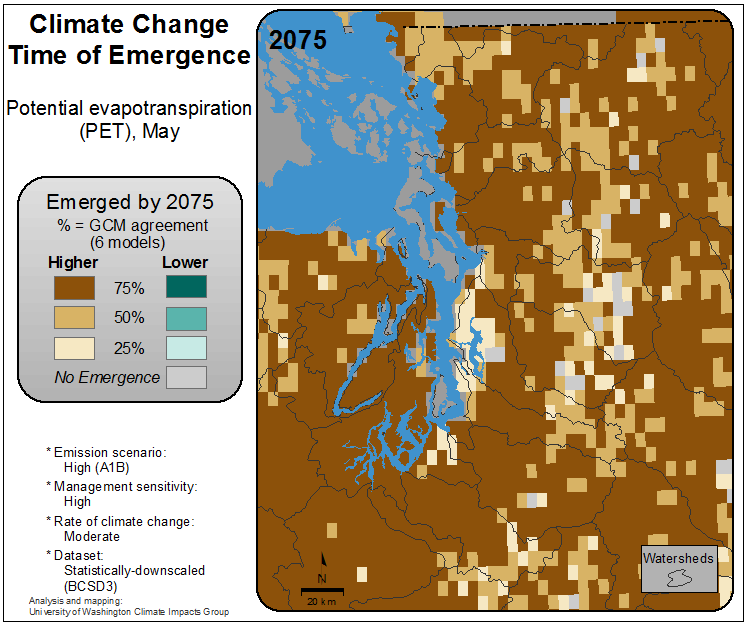 Climate Change
Time of Emergence
Potential evapotranspiration
(PET), May
Emerged by 2075
% = GCM agreement
(6 models)
Higher Lower
75%
50%
25%
No Emergence
* Emission scenario:
High (A1B)
* Management sensitivity:
High
* Rate of climate change:
Moderate
* Dataset:
Statistically-downscaled
(BCSD3)
Analysis and mapping:
University of Washington Climate Impacts Group
2075
N
20 km
Watersheds